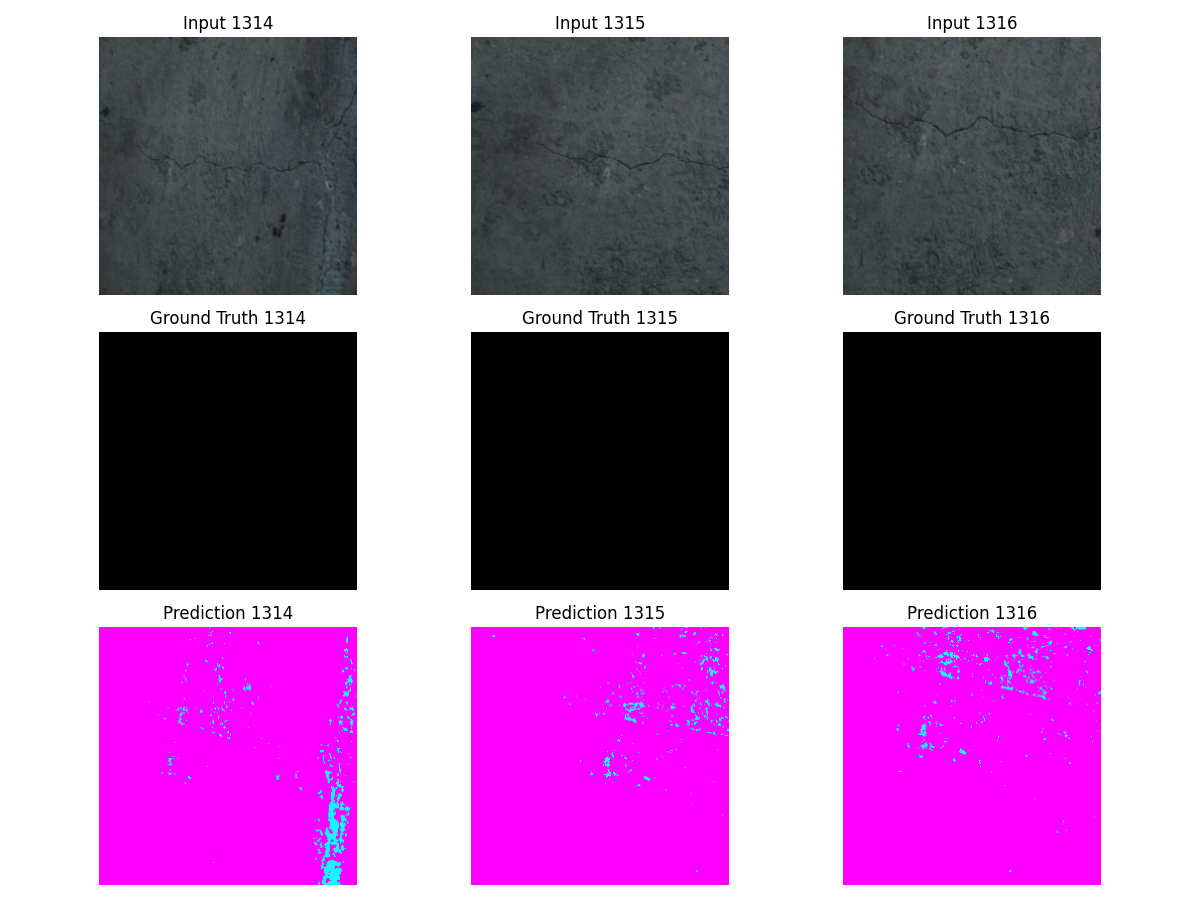 Input 1314
Input 1315
Input 1316
Ground Truth 1314
Ground Truth 1315
Ground Truth 1316
Prediction 1314
Prediction 1315
Prediction 1316